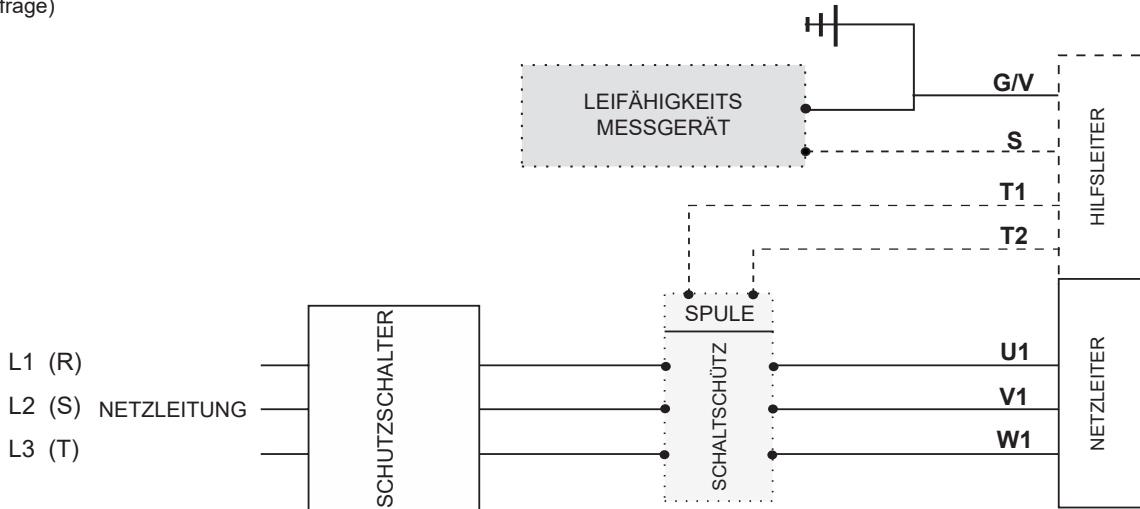 frage)
LEIFÄHIGKEITS
MESSGERÄT
G/V
S
T1
T2
HILFSLEITER
SPULE
SCHALTSCHÜTZ
SCHUTZSCHALTER
L1 (R)
L2 (S) NETZLEITUNG
L3 (T)
U1
V1
W1
NETZLEITER